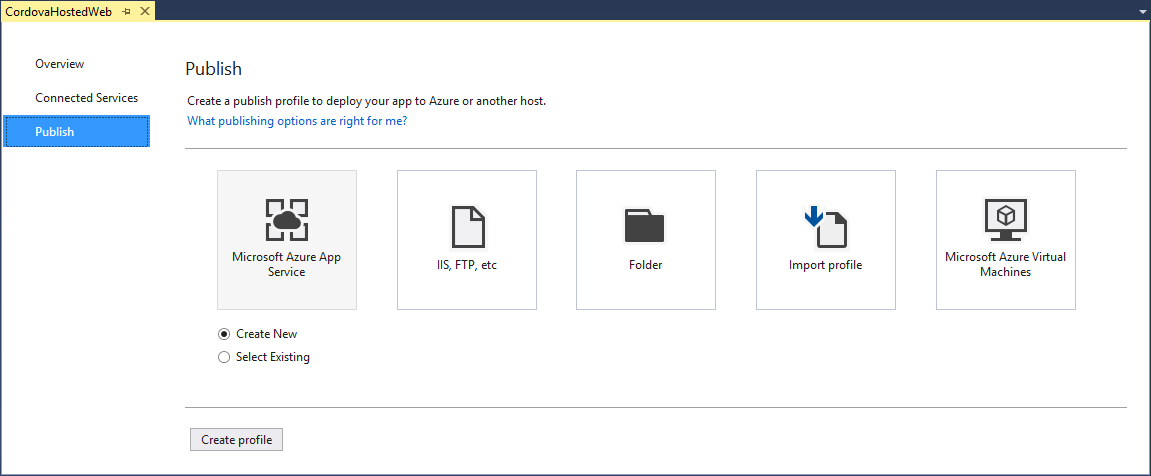 CordovaHostedWeb
Overview
Connected Services
Publish
Publish
Create a publish profile to deploy your app to Azure or another host.
What publishing options are right for me?
Microsoft Azure App
Service
IIS, FTP, etc
Folder
Import profile
Microsoft Azure Virtual
Machines
Create New
Select Existing
Create profile